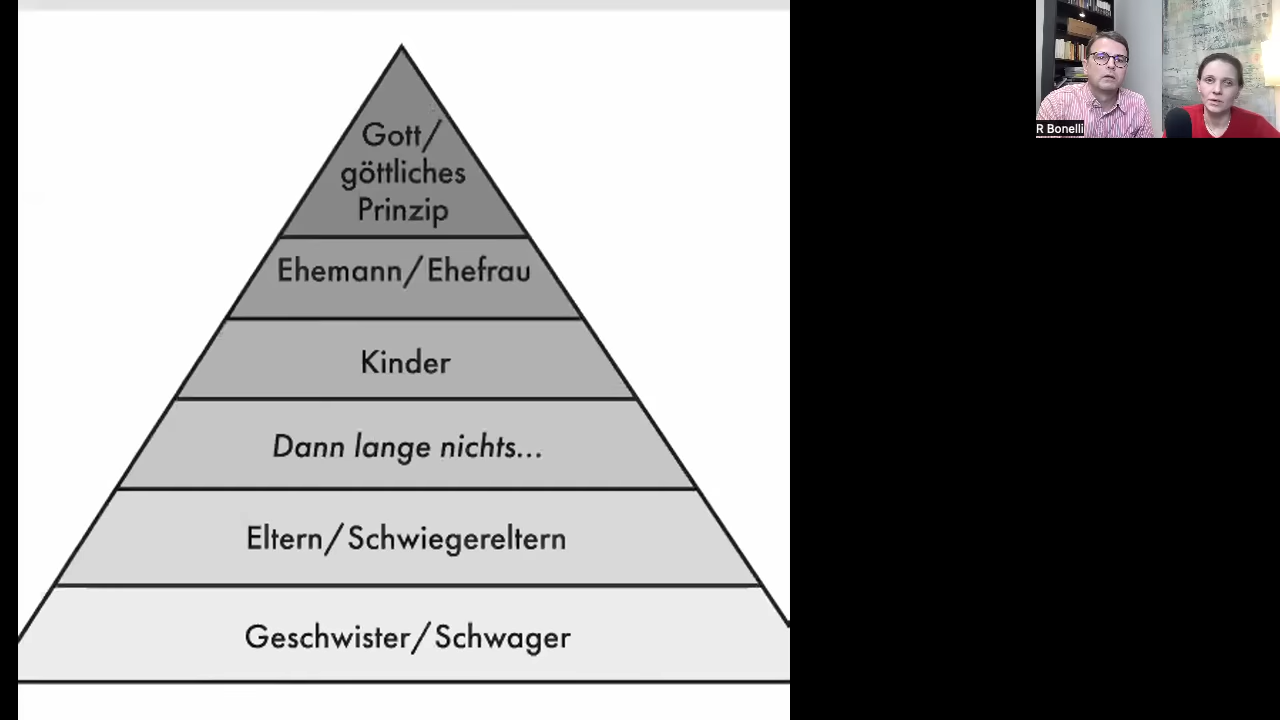 Gott/
göttliches
Prinzip
Ehemann/Ehefrau
Kinder
Dann lange nichts...
Eltern/Schwiegereltern
Geschwister/Schwager
R Bonelli